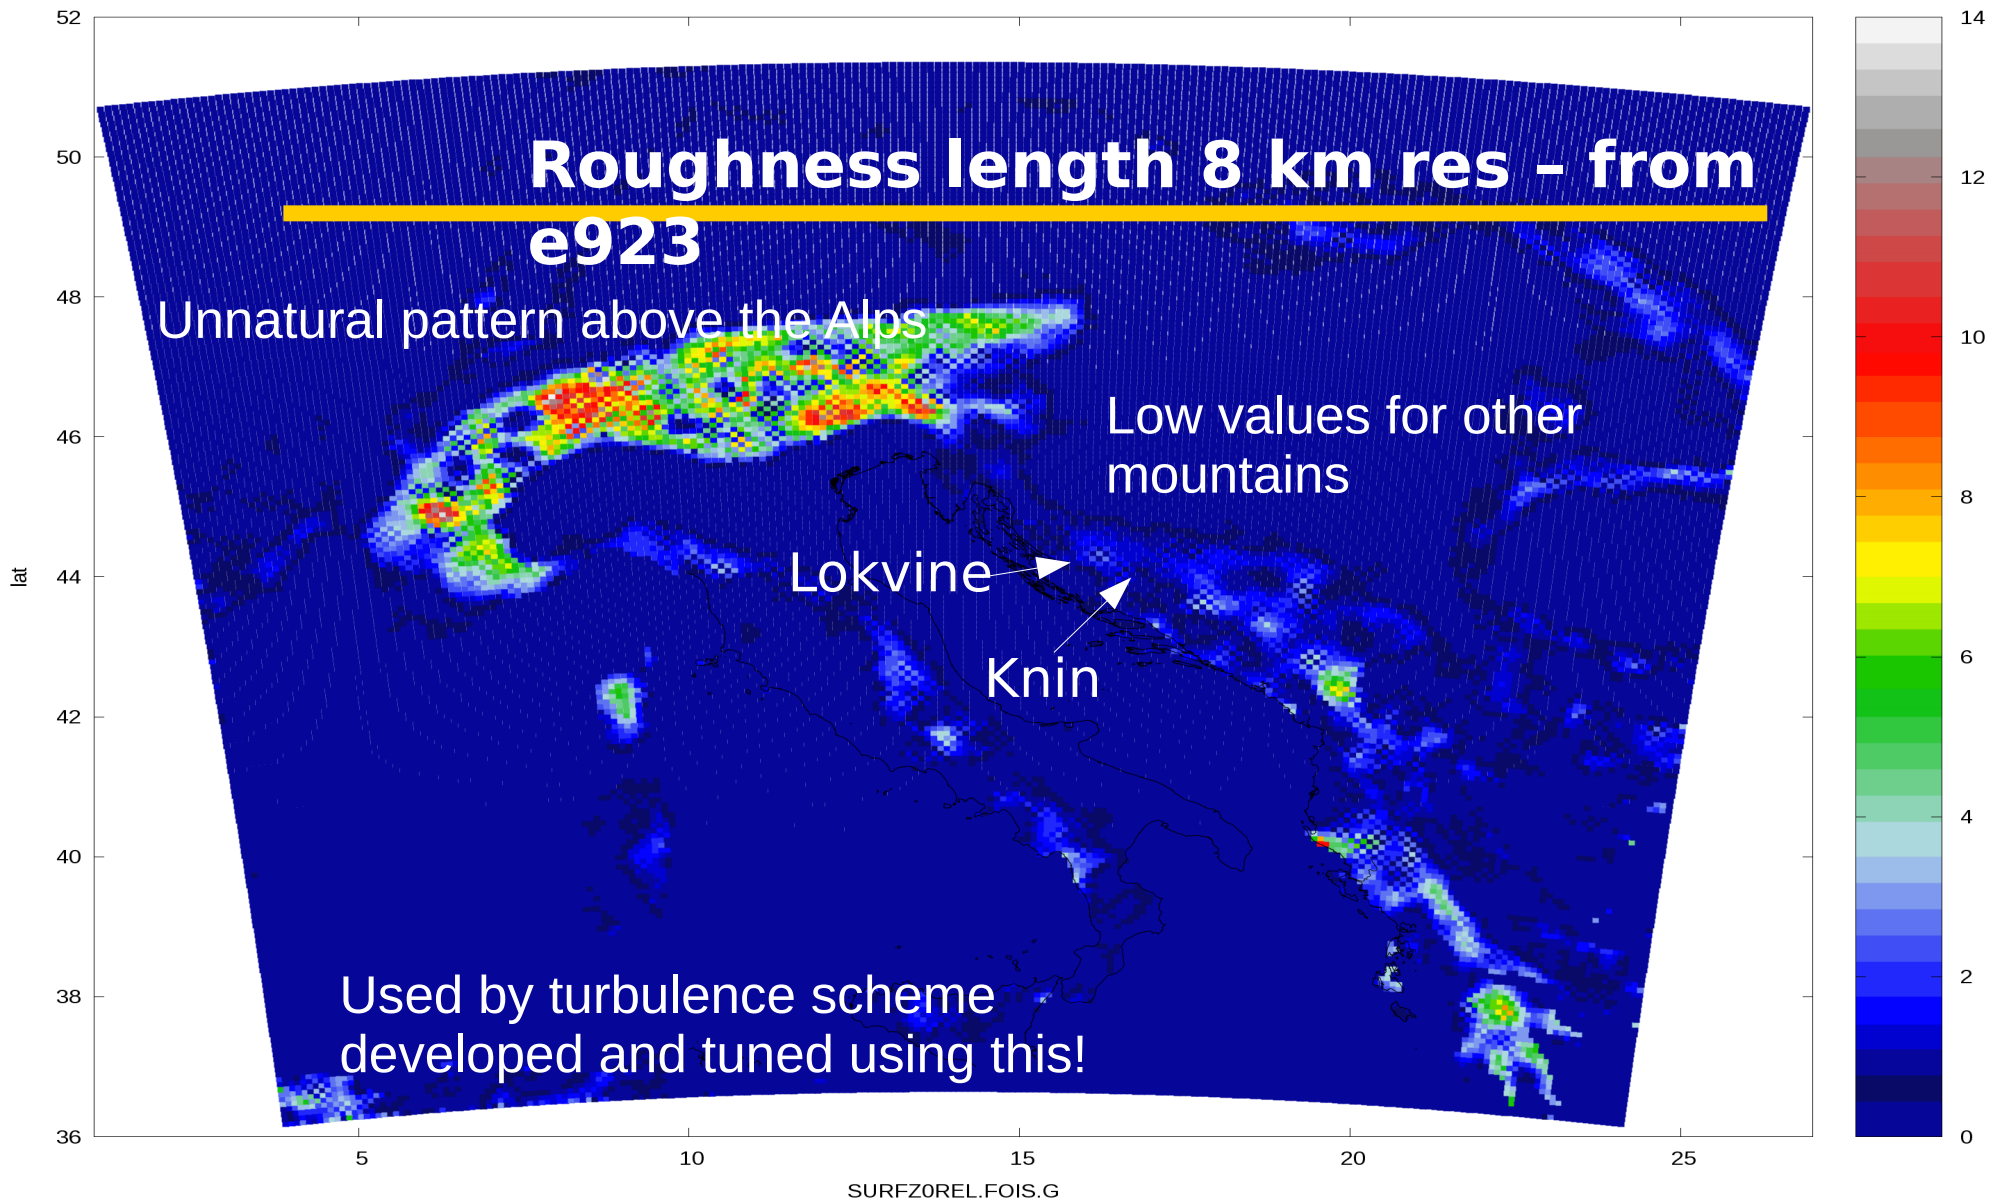 Roughness length 8 km res – from
e923
Unnatural pattern above the Alps
Low values for other
mountains
Lokvine
Knin
Used by turbulence scheme
developed and tuned using this!
lat
52
50
48
46
44
42
40
38
36
5
10
15
20
25
SURFZ0REL.FOIS.G
14
12
10
8
6
4
2
0